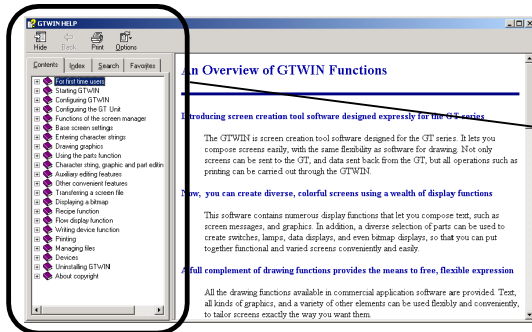 GTWIN HELP
Hide Back Print Options
Contents Index Search Favorites
For first time users
Starting GTWIN
Configuring GTWIN
Configuring the GT Unit
Functions of the screen manager
Base screen settings
Entering character strings
Drawing graphics
Using the parts function
Character string, graphic and part editin
Auxiliary editing features
Other convenient features
Transferring a screen file
Displaying a bitmap
Recipe function
Flow display function
Writing device function
Printing
Managing files
Devices
Uninstalling GTWIN
About copyright
An Overview of GTWIN Functions
Introducing screen creation tool software designed expressly for the GT series
The GTWIN is screen creation tool software designed for the GT series. It lets you
compose screens easily, with the same flexibility as software for drawing. Not only
screens can be sent to the GT, and data sent back from the GT, but all operations such as
printing can be carried out through the GTWIN.
Now, you can create diverse, colorful screens using a wealth of display functions
This software contains numerous display functions that let you compose text, such as
screen messages, and graphics. In addition, a diverse selection of parts can be used to
create switches, lamps, data displays, and even bitmap displays, so that you can put
together functional and varied screens conveniently and easily.
A full complement of drawing functions provides the means to free, flexible expression
All the drawing functions available in commercial application software are provided. Text,
all kinds of graphics, and a variety of other elements can be used flexibly and conveniently,
to tailor screens exactly the way you want them.